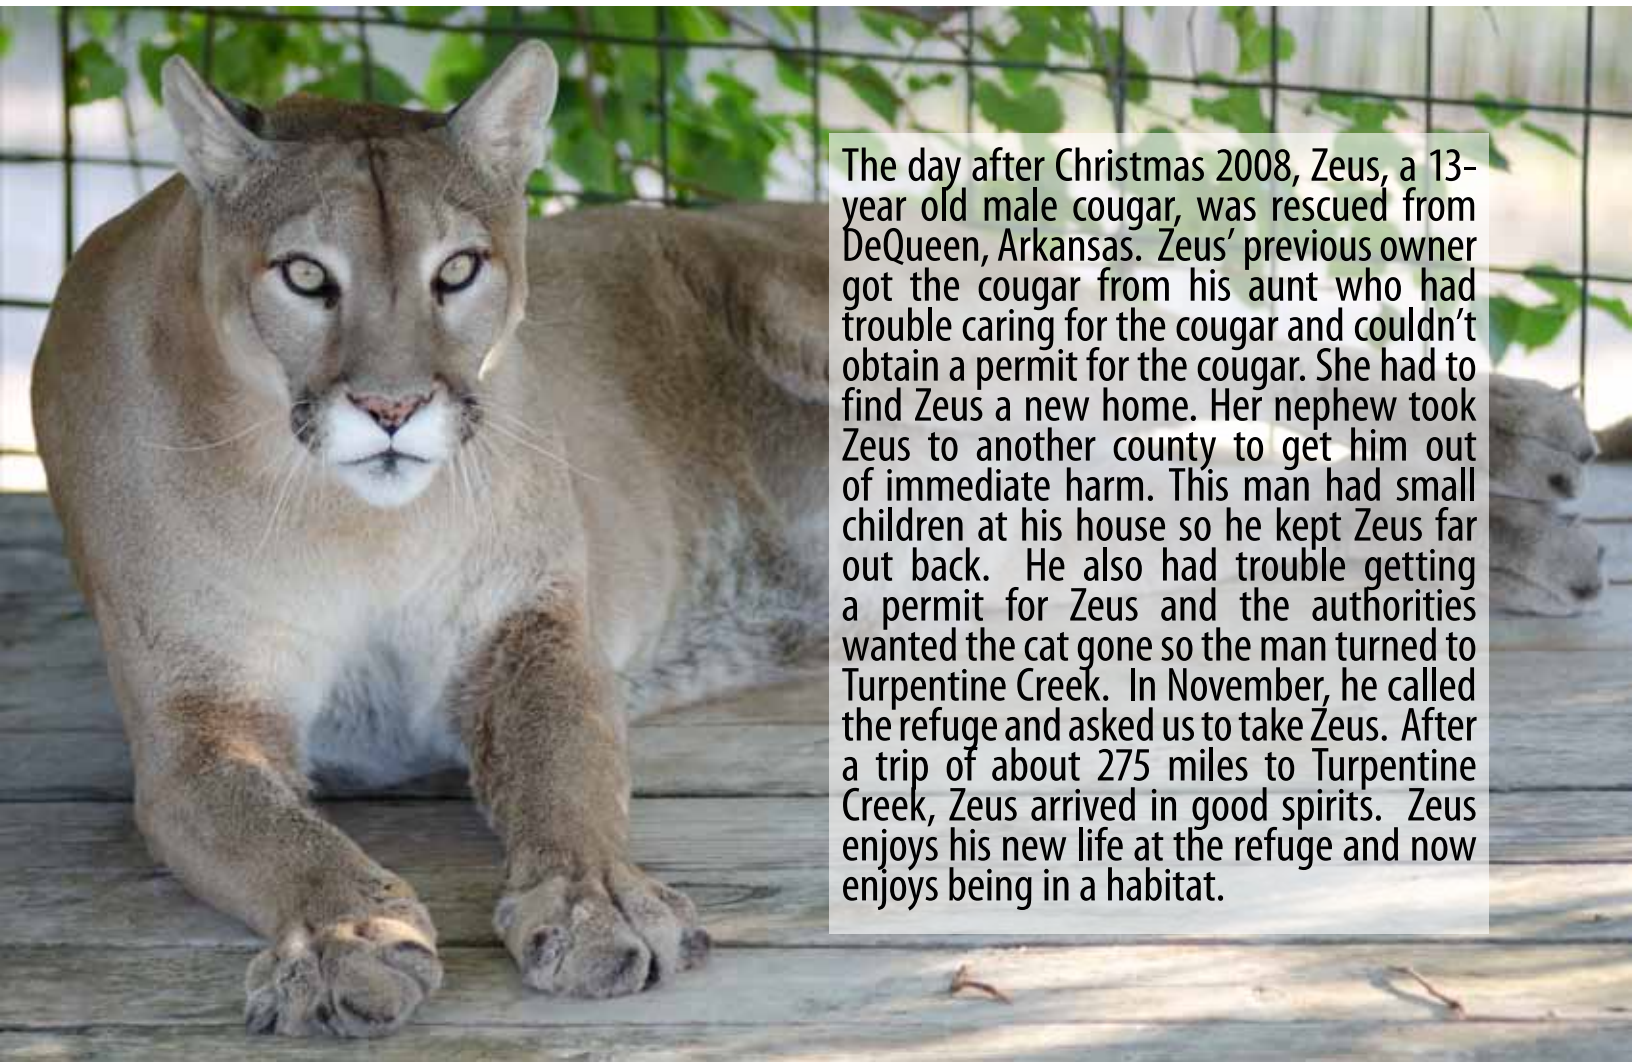 The day after Christmas 2008, Zeus, a 13-
year old male cougar, was rescued from
DeQueen, Arkansas.  Zeus’ previous owner
got the cougar from his aunt who had
trouble caring for the cougar and couldn’t
obtain a permit for the cougar. She had to
find Zeus a new home. Her nephew took
Zeus to another county to get him out
of immediate harm. This man had small
children at his house so he kept Zeus far
out back.  He also had trouble getting
a permit for Zeus and the authorities
wanted the cat gone so the man turned to
Turpentine Creek.  In November, he called
the refuge and asked us to take Zeus.  After
a trip of about 275 miles to Turpentine
Creek, Zeus arrived in good spirits.  Zeus
enjoys his new life at the refuge and now
enjoys being in a habitat.